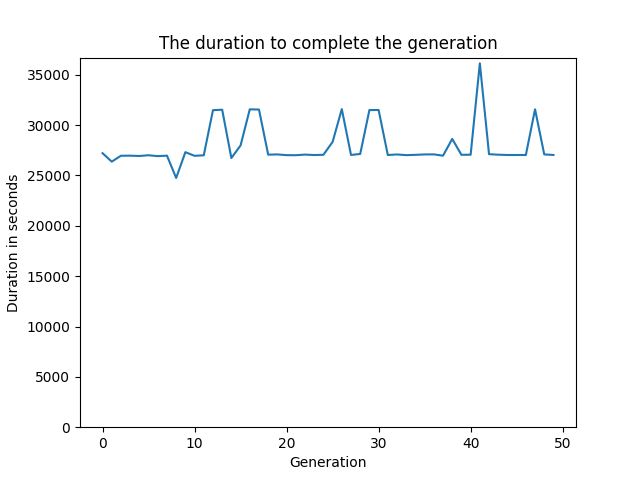 The duration to complete the generation
Duration in seconds
35000
30000
25000
20000
15000
10000
5000
0
0 10 20 30 40 50
Generation